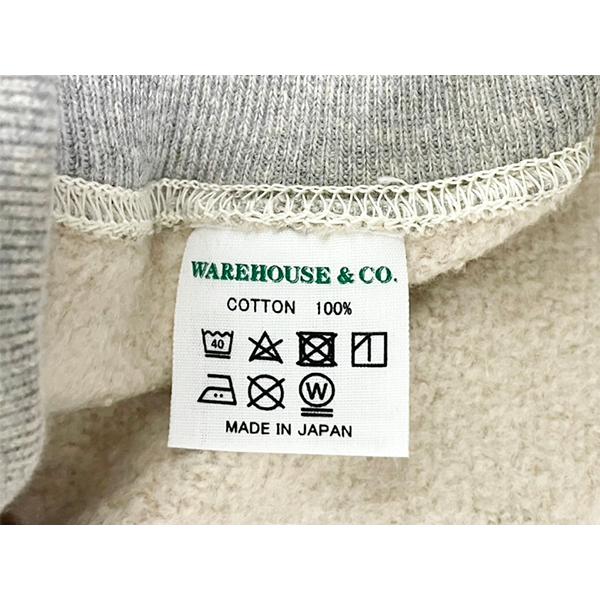 WAREHOUSE & CO.
COTTON 100%
40
W
MADE IN JAPAN